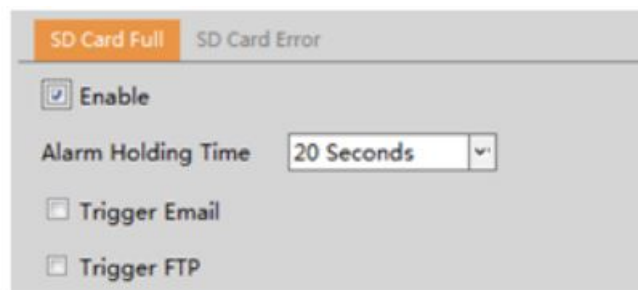 SD Card Full SD Card Error
Enable
Alarm Holding Time 20 Seconds
Trigger Email
Trigger FTP